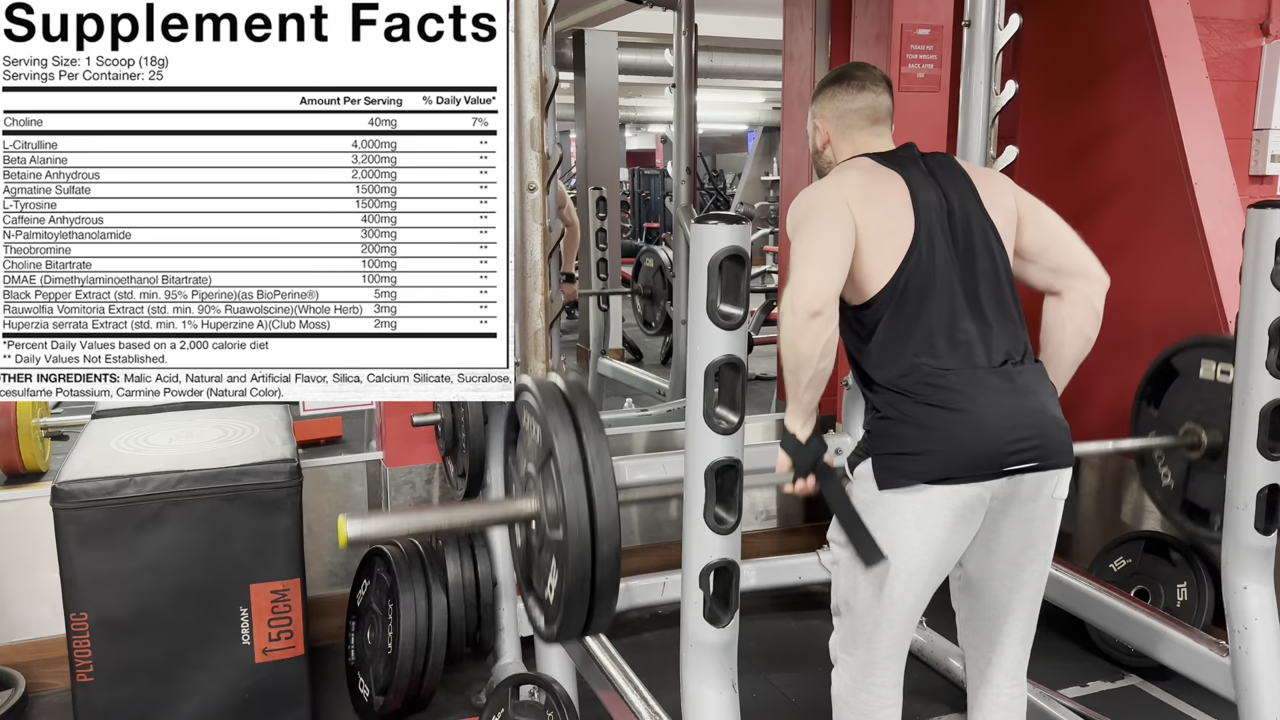 Supplement Facts
Serving Size: 1 Scoop (18g)
Servings Per Container: 25
Amount Per Serving % Daily Value*
Choline 40mg 7%
L-Citrulline 4,000mg **
Beta Alanine 3,200mg **
Betaine Anhydrous 2,000mg **
Agmatine Sulfate 1500mg **
L-Tyrosine 1500mg **
Caffeine Anhydrous 400mg **
N-Palmitoylethanolamide 300mg **
Theobromine 200mg **
Choline Bitartrate 100mg **
DMAE (Dimethylaminoethanol Bitartrate) 100mg **
Black Pepper Extract (std. min. 95% Piperine)(as BioPerine®) 5mg **
Rauwolfia Vomitoria Extract (std. min. 90% Ruawolscine)(Whole Herb) 3mg **
Huperzia serrata Extract (std. min. 1% Huperzine A)(Club Moss) 2mg **
*Percent Daily Values based on a 2,000 calorie diet
** Daily Values Not Established.
OTHER INGREDIENTS: Malic Acid, Natural and Artificial Flavor, Silica, Calcium Silicate, Sucralose,
cesulfame Potassium, Carmine Powder (Natural Color).
PLEASE PUT
YOUR WEIGHTS
BACK AFTER
USE
20
15KG
15
20
20
JORDAN
PLYOBLOC
JORDAN
↑50CM